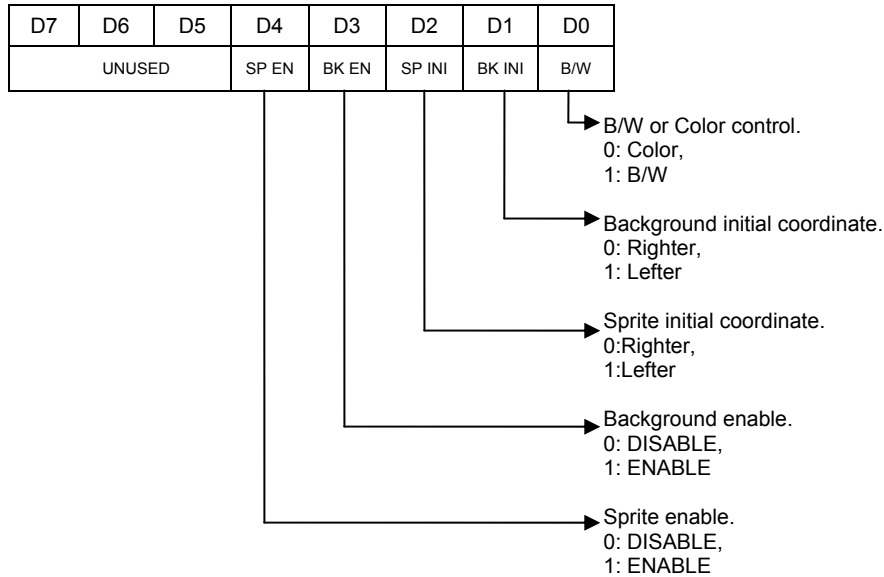 D7 D6 D5 D4 D3 D2 D1 D0
UNUSED SP EN BK EN SP INI BK INI B/W
B/W or Color control.
0: Color,
1: B/W
Background initial coordinate.
0: Righter,
1: Lefter
Sprite initial coordinate.
0:Righter,
1:Lefter
Background enable.
0: DISABLE,
1: ENABLE
Sprite enable.
0: DISABLE,
1: ENABLE